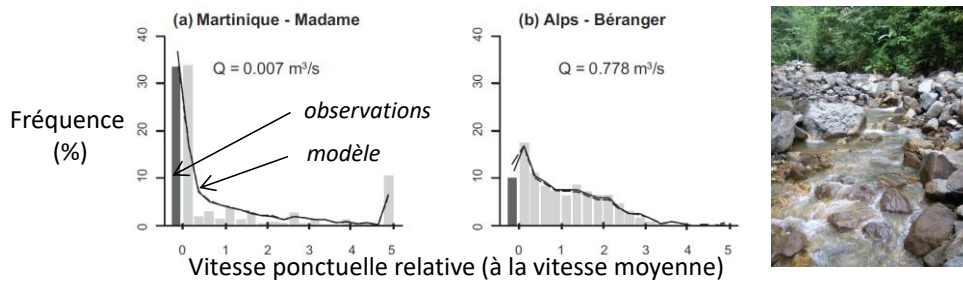 (a) Martinique - Madame
(b) Alps - Béranger
40
30
20
10
0
Q = 0.007 m³/s
40
30
20
10
0
Q = 0.778 m³/s
Fréquence
(%)
observations
modèle
0 1 2 3 4 5
0 1 2 3 4 5
Vitesse ponctuelle relative (à la vitesse moyenne)